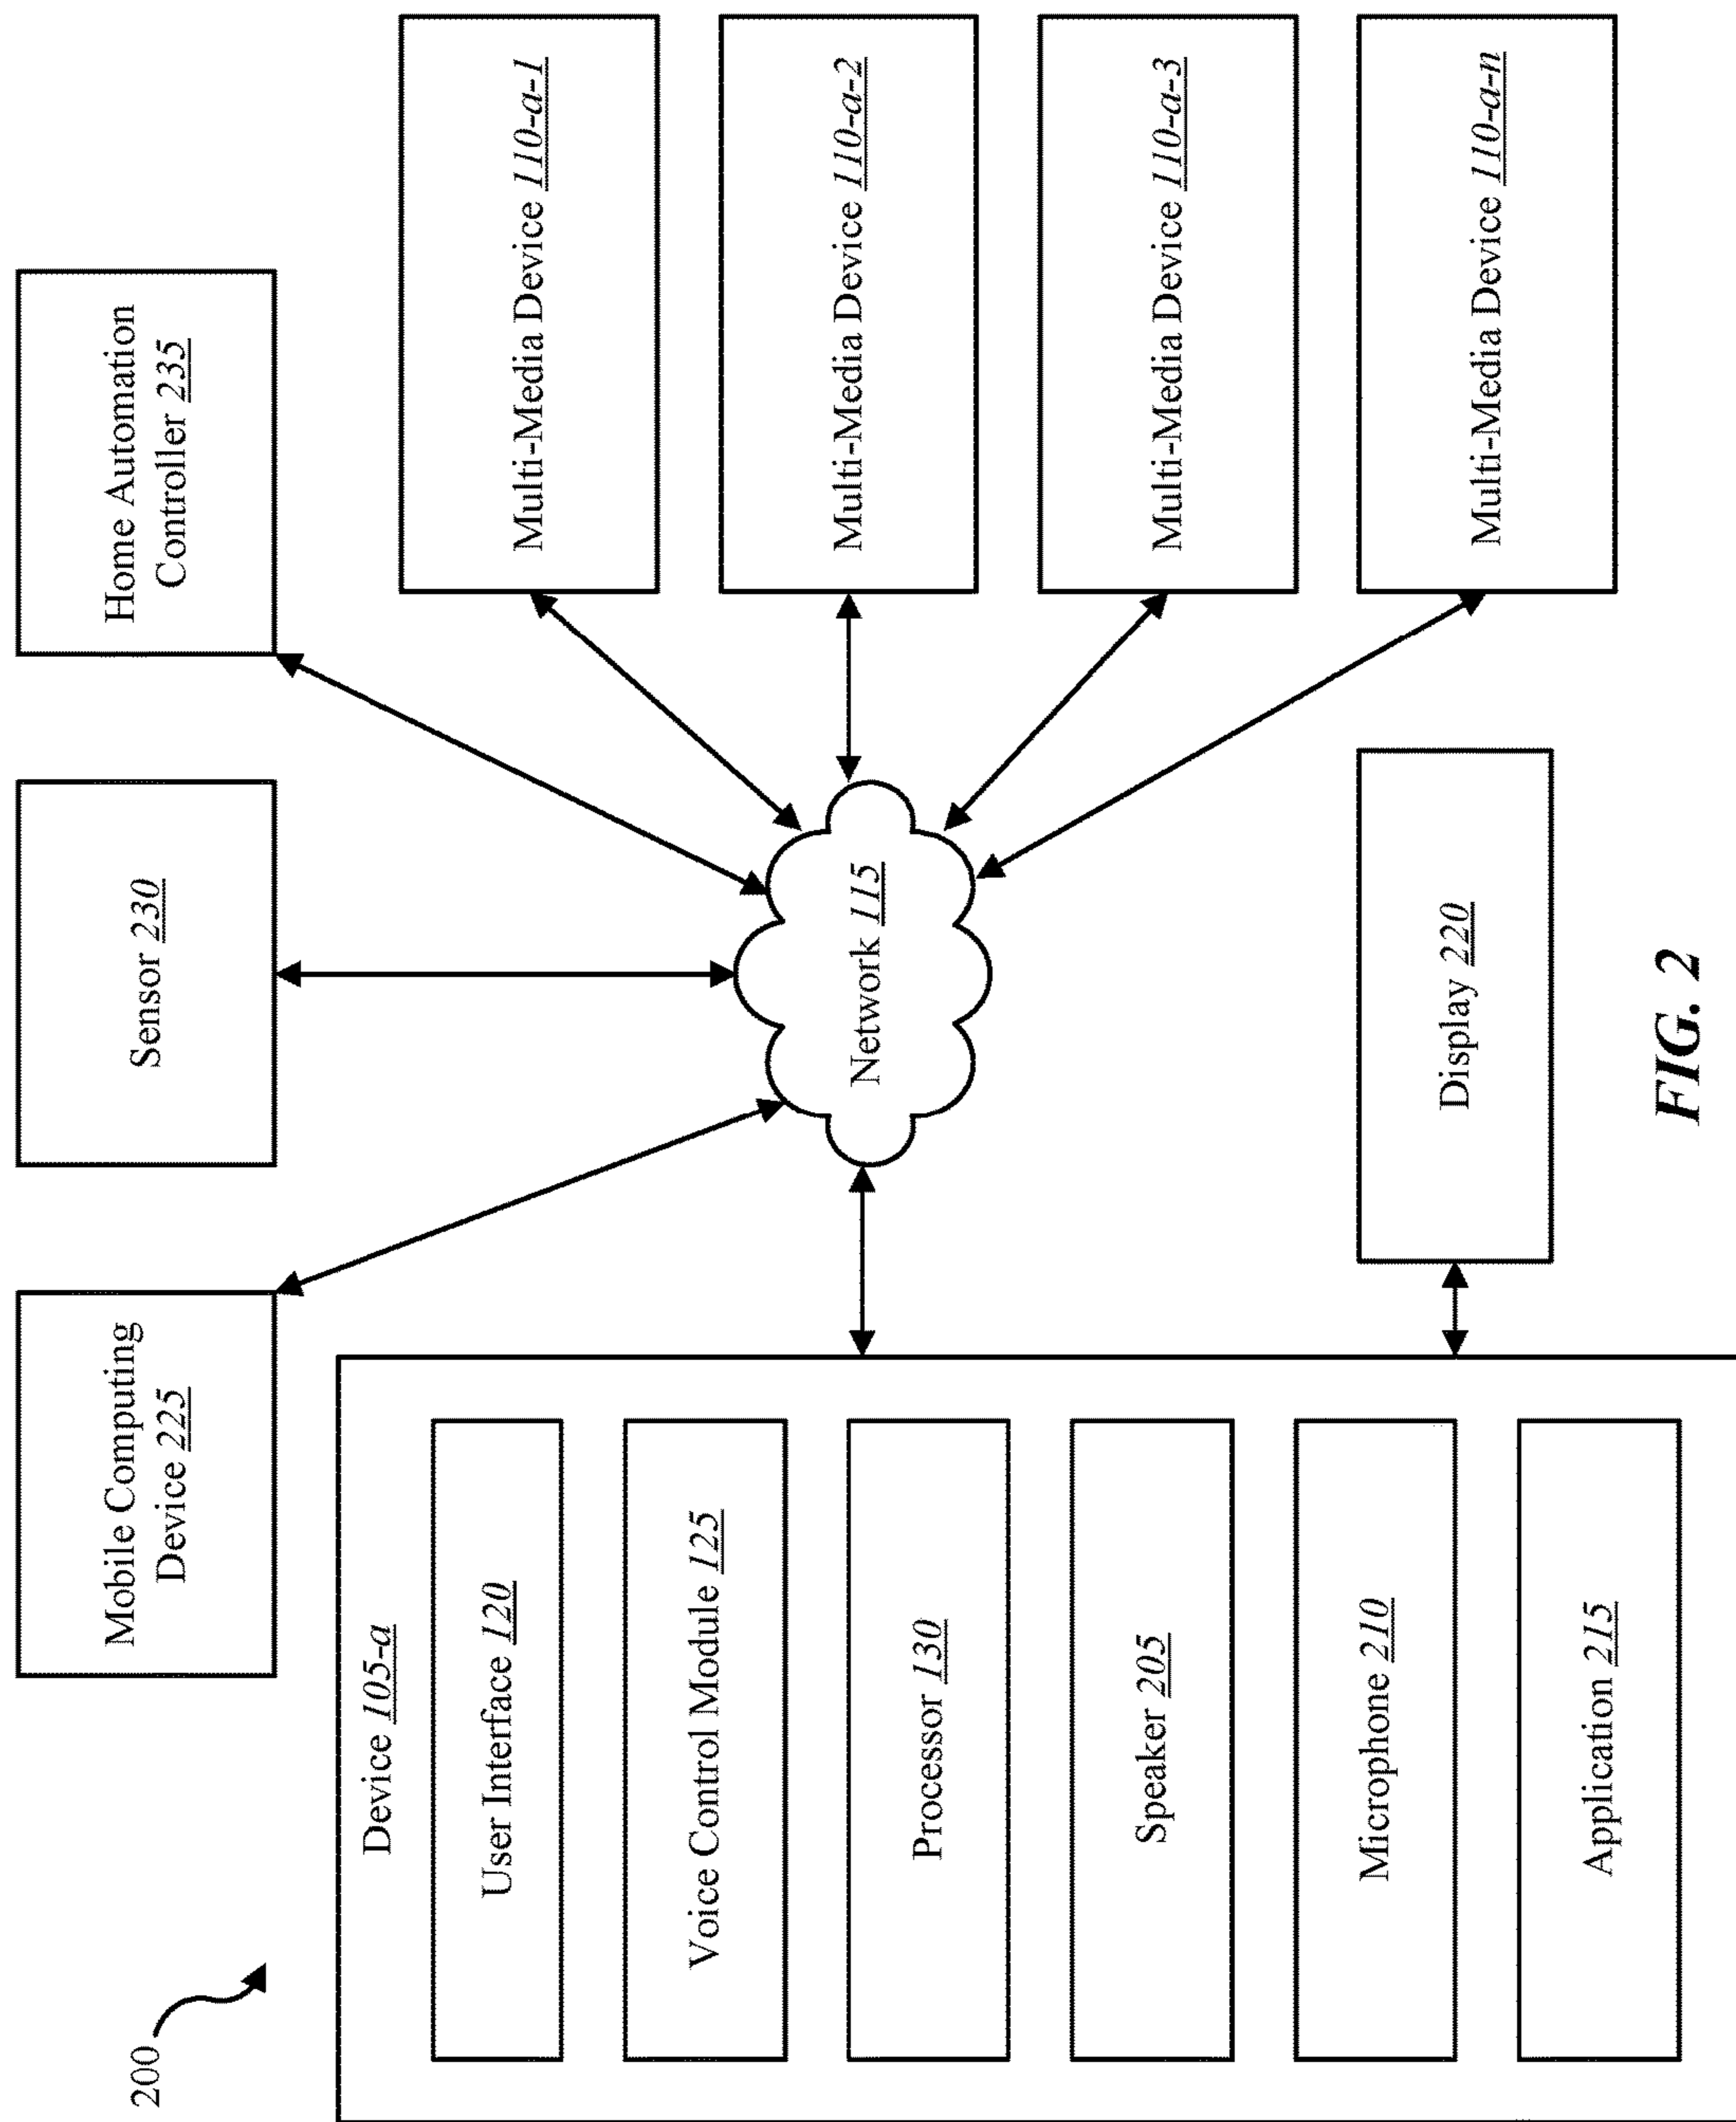 200
Mobile Computing
Device 225
Sensor 230
Home Automation
Controller 235
Device 105-a
User Interface 120
Voice Control Module 125
Processor 130
Speaker 205
Microphone 210
Application 215
Network 115
Display 220
Multi-Media Device 110-a-1
Multi-Media Device 110-a-2
Multi-Media Device 110-a-3
Multi-Media Device 110-a-n
FIG. 2